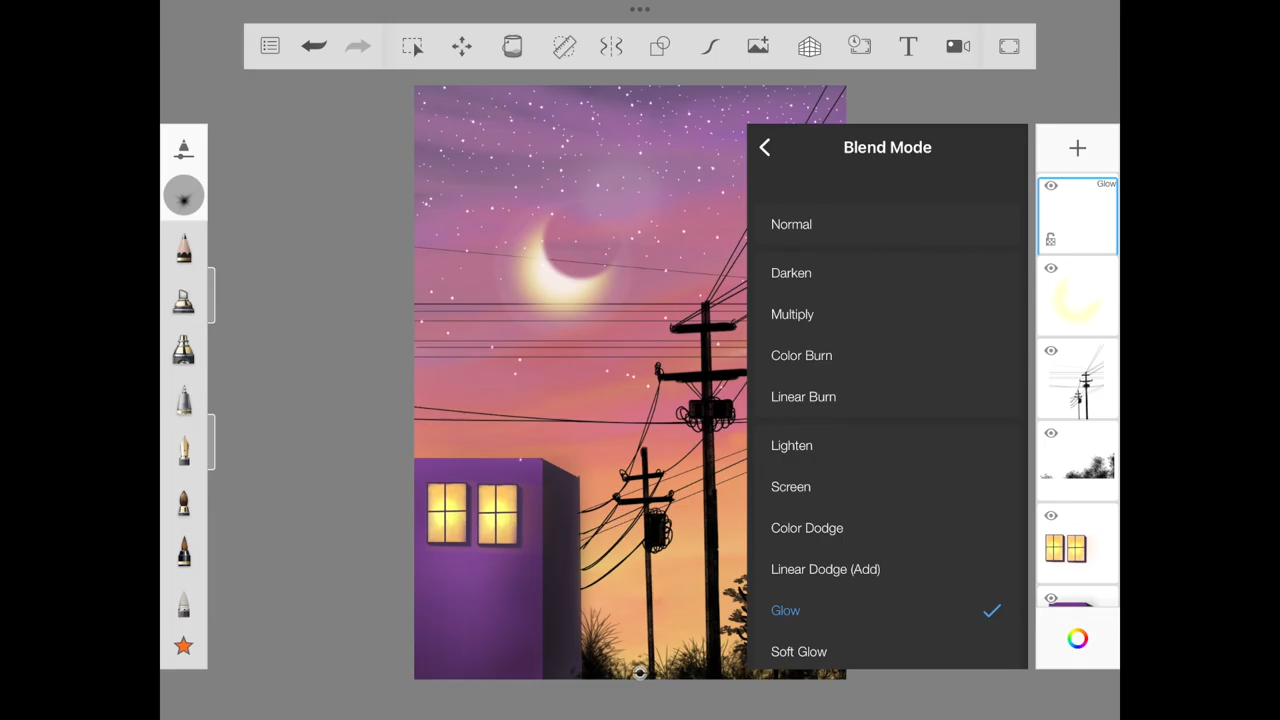 T
Blend Mode
Glow
Normal
Darken
Multiply
Color Burn
Linear Burn
Lighten
Screen
Color Dodge
Linear Dodge (Add)
Glow
Soft Glow